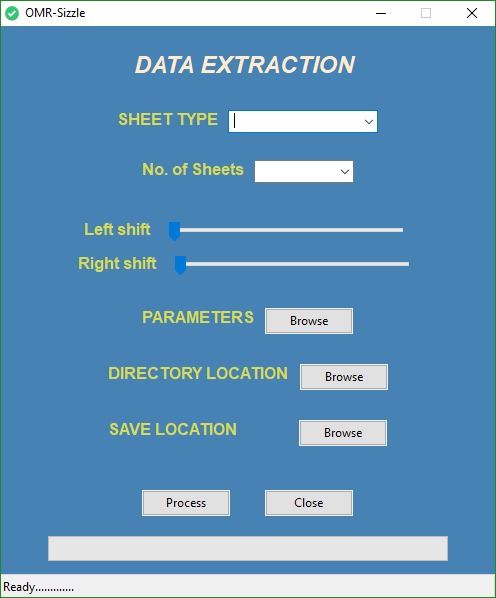 OMR-Sizzle
DATA EXTRACTION
SHEET TYPE
No. of Sheets
Left shift
Right shift
PARAMETERS Browse
DIRECTORY LOCATION Browse
SAVE LOCATION Browse
Process Close
Ready.............